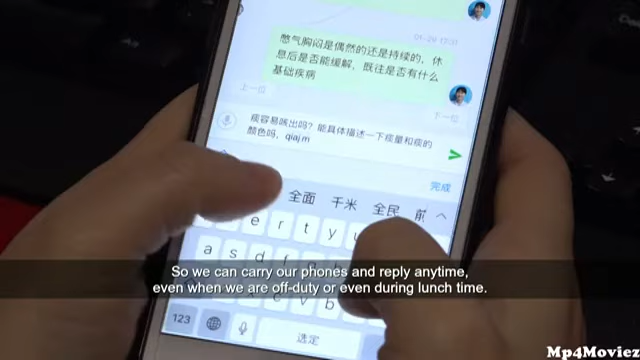 01-29 17:01
憋气胸闷是偶然的还是持续的，休
息后是否能缓解，既往是否有什么
基础疾病
上一位
下一位
痰容易咳出吗？能具体描述一下痰量和痰的
颜色吗，qiaj.m
完成
全面 千米 全民 前
e r t y
a s d
So we can carry our phones and reply anytime,
even when we are off-duty or even during lunch time.
c v b
123
选定
Mp4Moviez